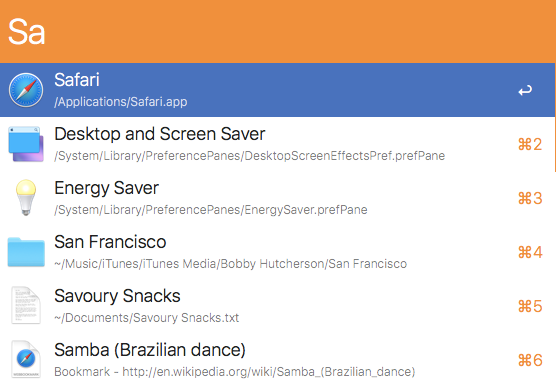 Sa
Safari
/Applications/Safari.app
↩
Desktop and Screen Saver
/System/Library/PreferencePanes/DesktopScreenEffectsPref.prefPane
⌘2
Energy Saver
/System/Library/PreferencePanes/EnergySaver.prefPane
⌘3
San Francisco
~/Music/iTunes/iTunes Media/Bobby Hutcherson/San Francisco
⌘4
Savoury Snacks
~/Documents/Savoury Snacks.txt
⌘5
Samba (Brazilian dance)
Bookmark - http://en.wikipedia.org/wiki/Samba_(Brazilian_dance)
⌘6